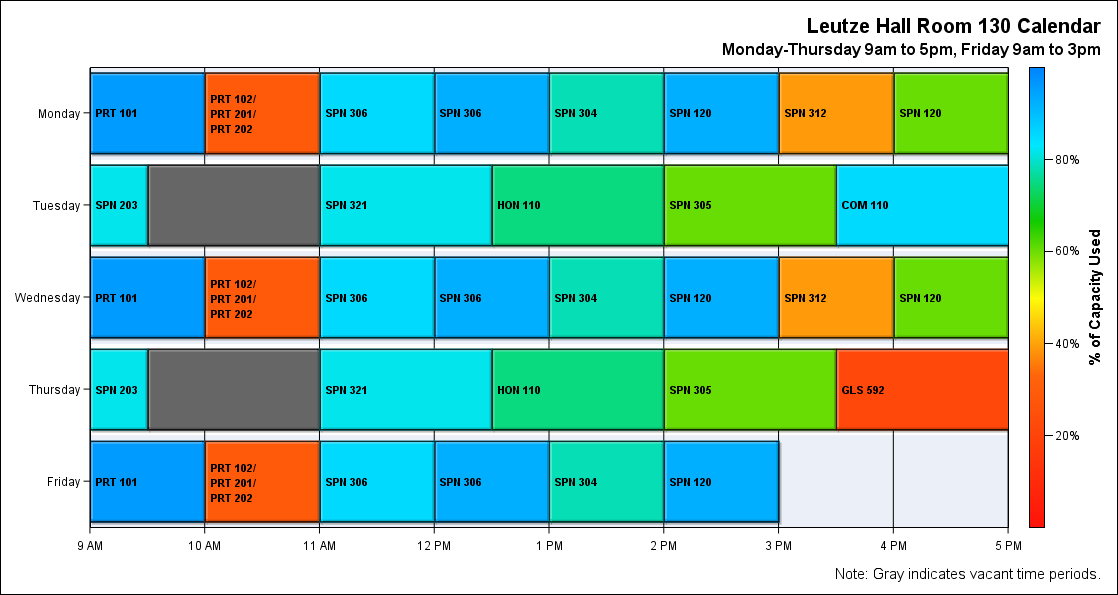 Leutze Hall Room 130 Calendar
Monday-Thursday 9am to 5pm, Friday 9am to 3pm
Monday
PRT 101
PRT 102/
PRT 201/
PRT 202
SPN 306
SPN 306
SPN 304
SPN 120
SPN 312
SPN 120
Tuesday
SPN 203
SPN 321
HON 110
SPN 305
COM 110
Wednesday
PRT 101
PRT 102/
PRT 201/
PRT 202
SPN 306
SPN 306
SPN 304
SPN 120
SPN 312
SPN 120
Thursday
SPN 203
SPN 321
HON 110
SPN 305
GLS 592
Friday
PRT 101
PRT 102/
PRT 201/
PRT 202
SPN 306
SPN 306
SPN 304
SPN 120
9 AM
10 AM
11 AM
12 PM
1 PM
2 PM
3 PM
4 PM
5 PM
80%
60%
40%
20%
% of Capacity Used
Note: Gray indicates vacant time periods.